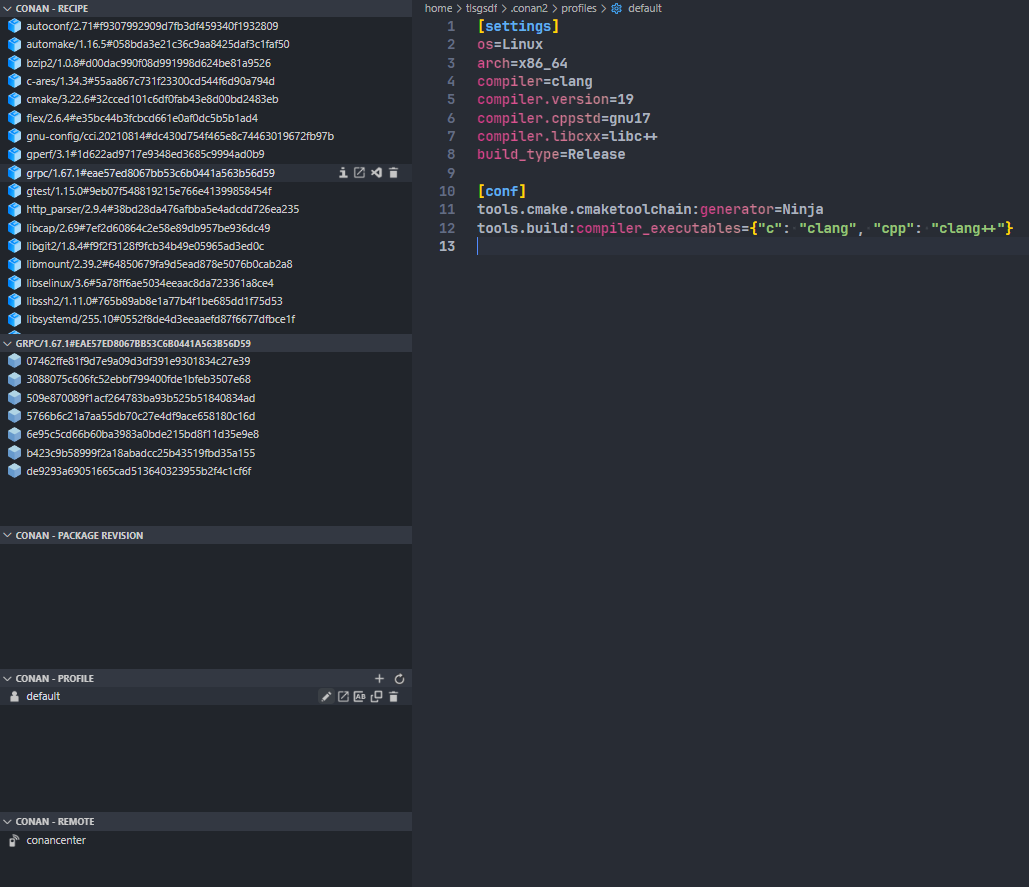 CONAN - RECIPE
autoconf/2.71#f9307992909d7fb3df459340f1932809
automake/1.16.5#058bda3e21c36c9aa8425daf3c1faf50
bzip2/1.0.8#d00dac990f08d991998d624be81a9526
c-ares/1.34.3#55aa867c731f23300cd544f6d90a794d
cmake/3.22.6#32cced101c6df0fab43e8d00bd2483eb
flex/2.6.4#e35bc44b3fcbcd661e0af0dc5b5b1ad4
gnu-config/cci.20210814#dc430d754f465e8c74463019672fb97b
gperf/3.1#1d622ad9717e9348ed3685c9994ad0b9
grpc/1.67.1#eae57ed8067bb53c6b0441a563b56d59
gtest/1.15.0#9eb07f548819215e766e41399858454f
http_parser/2.9.4#38bd28da476afbba5e4adcdd726ea235
libcap/2.69#7ef2d60864c2e58e89db957be936dc49
libgit2/1.8.4#f9f2f3128f9fcb34b49e05965ad3ed0c
libmount/2.39.2#64850679fa9d5ead878e5076b0cab2a8
libselinux/3.6#5a78ff6ae5034eeaac8da723361a8ce4
libssh2/1.11.0#765b89ab8e1a77b4f1be685dd1f75d53
libsystemd/255.10#0552f8de4d3eeaaefd87f6677dfbce1f
GRPC/1.67.1#EAE57ED8067BB53C6B0441A563B56D59
07462ffe81f9d7e9a09d3df391e9301834c27e39
3088075c606fc52ebbf799400fde1bfeb3507e68
509e870089f1acf264783ba93b525b51840834ad
5766b6c21a7aa55db70c27e4df9ace658180c16d
6e95c5cd66b60ba3983a0bde215bd8f11d35e9e8
b423c9b58999f2a18abadcc25b43519fbd35a155
de9293a69051665cad513640323955b2f4c1cf6f
CONAN - PACKAGE REVISION
CONAN - PROFILE
default
CONAN - REMOTE
conancenter
home > tlsgsdf > .conan2 > profiles > default
1 [settings]
2 os=Linux
3 arch=x86_64
4 compiler=clang
5 compiler.version=19
6 compiler.cppstd=gnu17
7 compiler.libcxx=libc++
8 build_type=Release
9
10 [conf]
11 tools.cmake.cmaketoolchain:generator=Ninja
12 tools.build:compiler_executables={"c": "clang", "cpp": "clang++"}
13